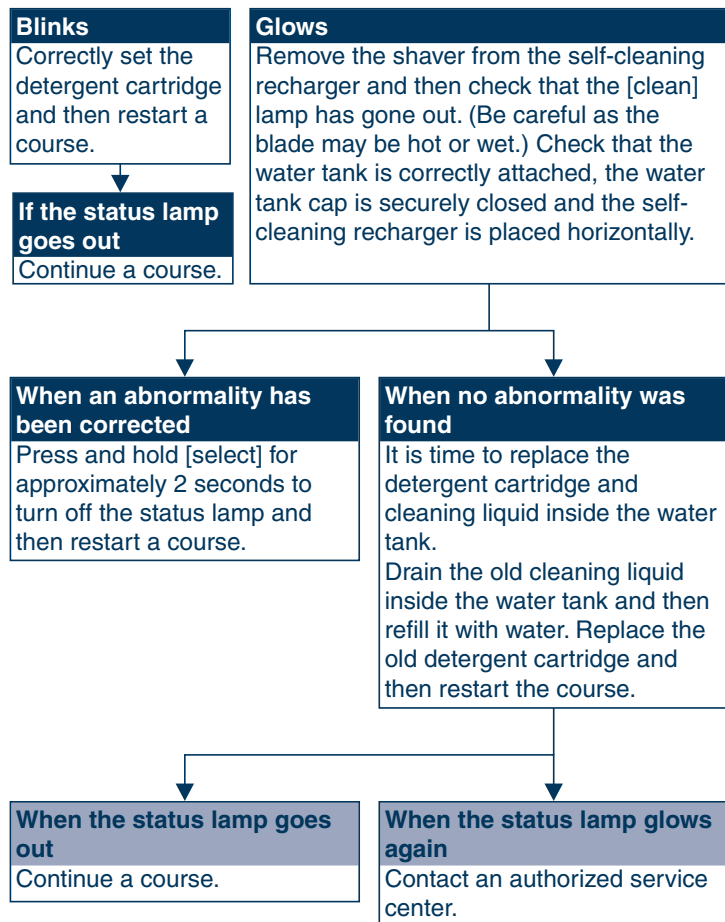 Blinks
Correctly set the
detergent cartridge
and then restart a
course.
If the status lamp
goes out
Continue a course.
Glows
Remove the shaver from the self-cleaning
recharger and then check that the [clean]
lamp has gone out. (Be careful as the
blade may be hot or wet.) Check that the
water tank is correctly attached, the water
tank cap is securely closed and the self-
cleaning recharger is placed horizontally.
When an abnormality has
been corrected
Press and hold [select] for
approximately 2 seconds to
turn off the status lamp and
then restart a course.
When no abnormality was
found
It is time to replace the
detergent cartridge and
cleaning liquid inside the water
tank.
Drain the old cleaning liquid
inside the water tank and then
refill it with water. Replace the
old detergent cartridge and
then restart the course.
When the status lamp goes
out
Continue a course.
When the status lamp glows
again
Contact an authorized service
center.